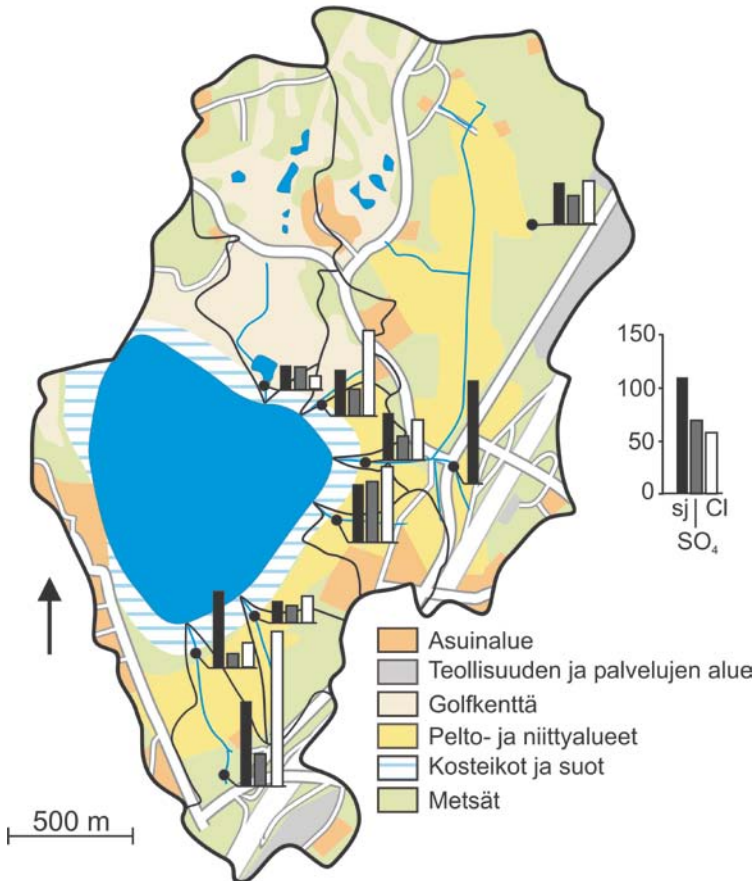 150
100
50
0
sj Cl
SO₄
Asuinalue
Teollisuuden ja palvelujen alue
Golfkenttä
Pelto- ja niittyalueet
Kosteikot ja suot
Metsät
500 m